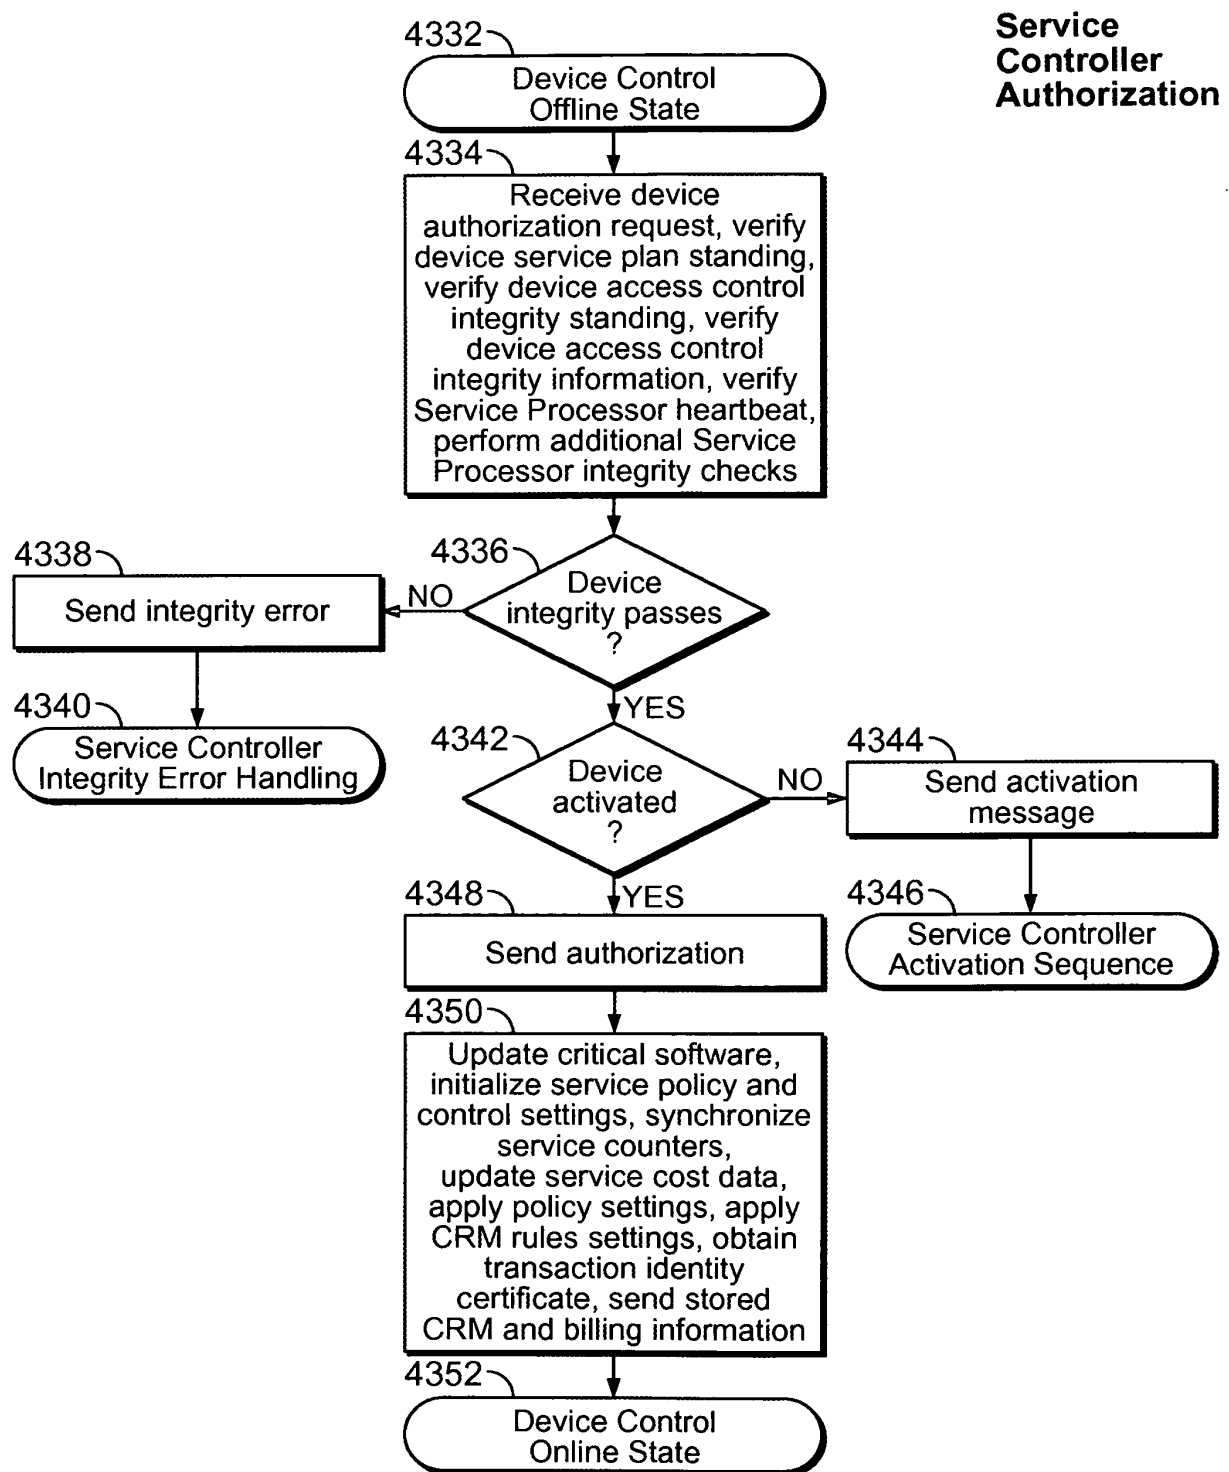 Service
Controller
Authorization
4332
Device Control
Offline State
4334
Receive device
authorization request, verify
device service plan standing,
verify device access control
integrity standing, verify
device access control
integrity information, verify
Service Processor heartbeat,
perform additional Service
Processor integrity checks
4336
Device
integrity passes
?
NO
4338
Send integrity error
4340
Service Controller
Integrity Error Handling
YES
4342
Device
activated
?
NO
4344
Send activation
message
4346
Service Controller
Activation Sequence
YES
4348
Send authorization
4350
Update critical software,
initialize service policy and
control settings, synchronize
service counters,
update service cost data,
apply policy settings, apply
CRM rules settings, obtain
transaction identity
certificate, send stored
CRM and billing information
4352
Device Control
Online State